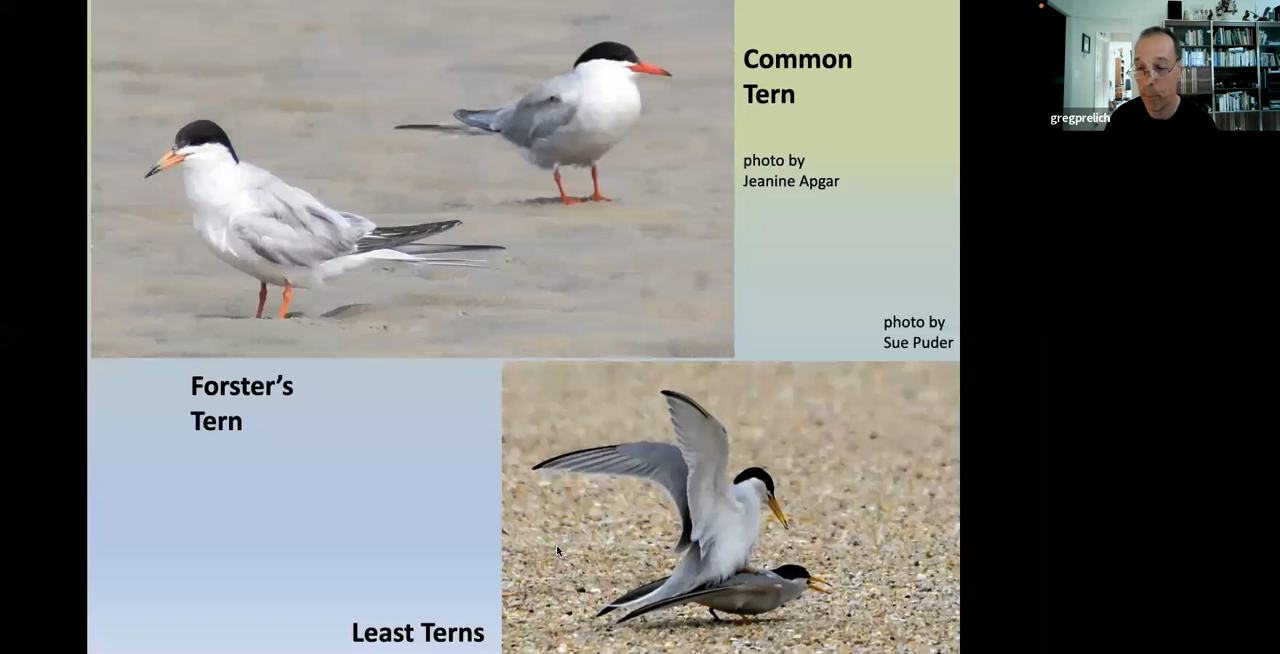 Common
Tern
photo by
Jeanine Apgar
photo by
Sue Puder
Forster’s
Tern
Least Terns
gregprelich